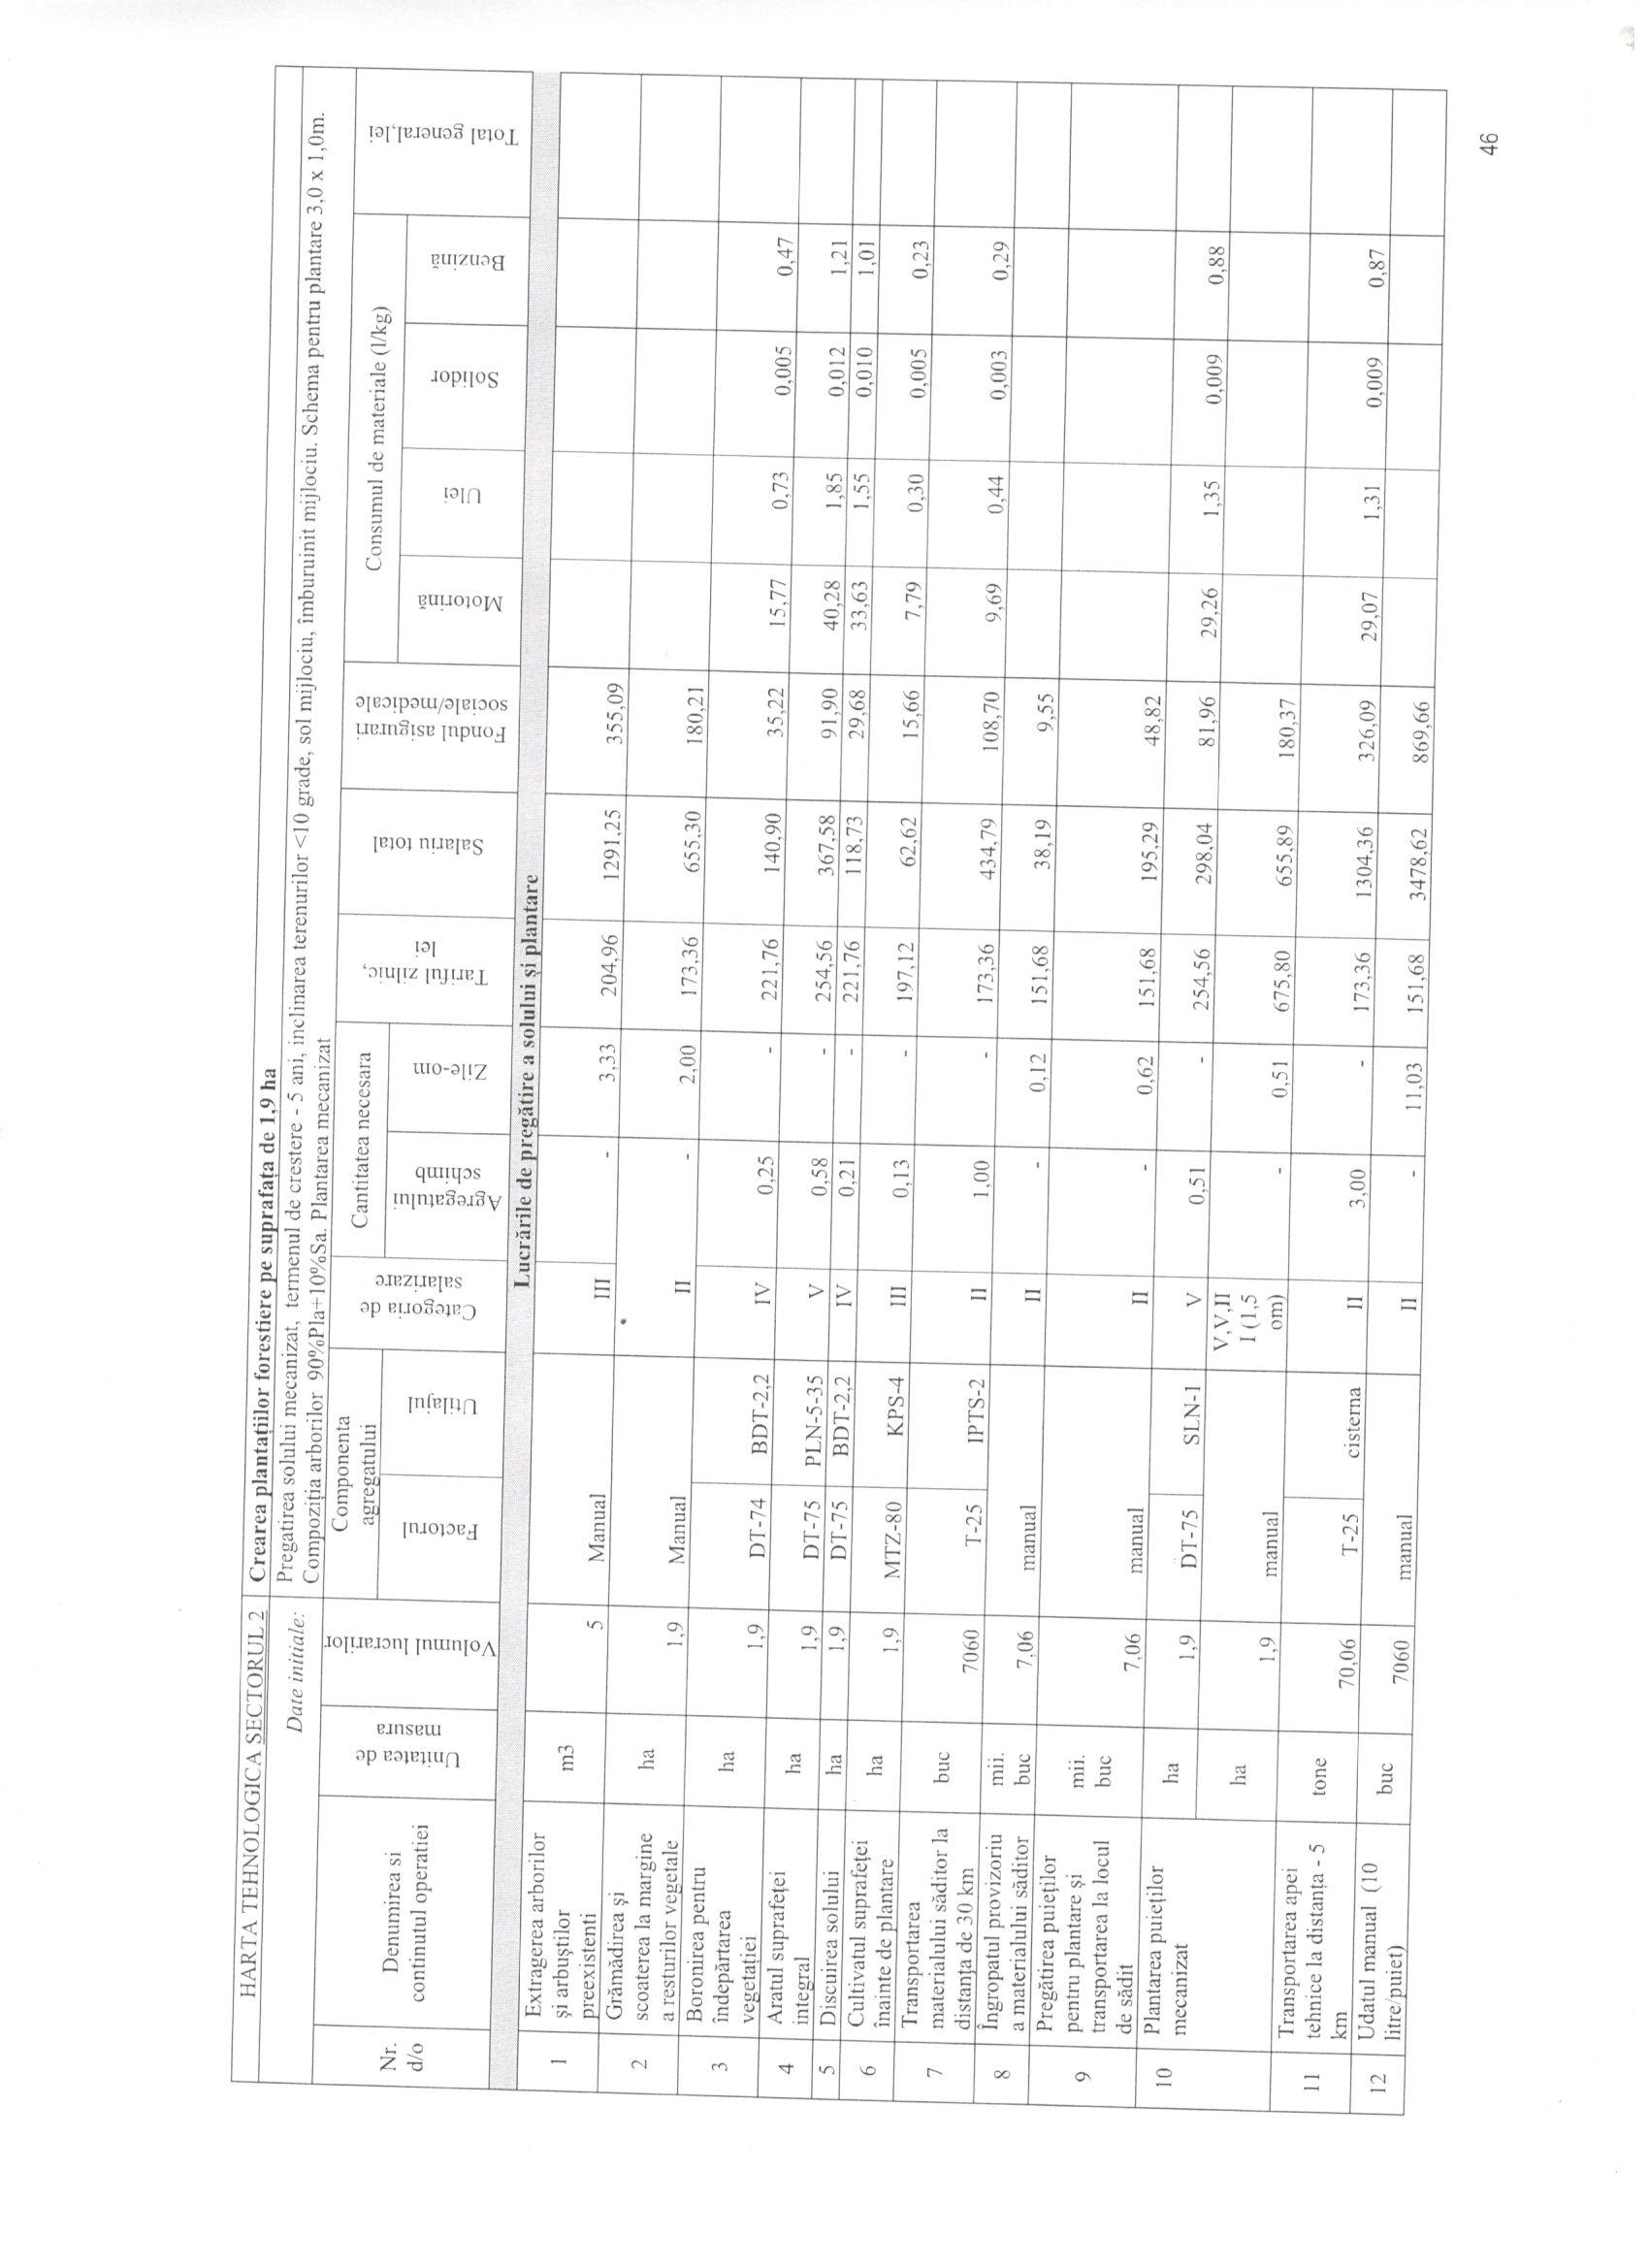 HARTA TEHNOLOGICA SECTORUL 2 Crearea plantațiilor forestiere pe suprafața de 1,9 ha
Date initiale: Pregatirea solului mecanizat, termenul de crestere - 5 ani, inclinarea terenurilor <10 grade, sol mijlociu, îmburuinit mijlociu. Schema pentru plantare 3,0 x 1,0m.
Compoziția arborilor 90%Pla+10%Sa. Plantarea mecanizat
Nr. d/o
Denumirea si continutul operatiei
Unitatea de masura
Volumul lucrarilor
Componenta agregatului
Factorul
Utilajul
Categoria de salarizare
Cantitatea necesara
Agregatului schimb
Zile-om
Tariful zilnic, lei
Salariu total
Fondul asigurari sociale/medicale
Consumul de materiale (l/kg)
Motorină
Ulei
Solidor
Benzină
Total general,lei
Lucrările de pregătire a solului și plantare
1 Extragerea arborilor și arbuștilor preexistenti m3 5 Manual III - 3,33 204,96 1291,25 355,09
2 Grămădirea și scoaterea la margine a resturilor vegetale ha 1,9 Manual II - 2,00 173,36 655,30 180,21
3 Boronirea pentru îndepărtarea vegetației ha 1,9 DT-74 BDT-2,2 IV 0,25 - 221,76 140,90 35,22 15,77 0,73 0,005 0,47
4 Aratul suprafeței integral ha 1,9 DT-75 PLN-5-35 V 0,58 - 254,56 367,58 91,90 40,28 1,85 0,012 1,21
5 Discuirea solului ha 1,9 DT-75 BDT-2,2 IV 0,21 - 221,76 118,73 29,68 33,63 1,55 0,010 1,01
6 Cultivatul suprafeței înainte de plantare ha 1,9 MTZ-80 KPS-4 III 0,13 - 197,12 62,62 15,66 7,79 0,30 0,005 0,23
7 Transportarea materialului săditor la distanța de 30 km buc 7060 T-25 IPTS-2 II 1,00 - 173,36 434,79 108,70 9,69 0,44 0,003 0,29
8 Îngropatul provizoriu a materialului săditor mii. buc 7,06 manual II - 0,12 151,68 38,19 9,55
9 Pregătirea puieților pentru plantare și transportarea la locul de sădit mii. buc 7,06 manual II - 0,62 151,68 195,29 48,82
10 Plantarea puieților mecanizat ha 1,9 DT-75 SLN-1 V 0,51 - 254,56 298,04 81,96 29,26 1,35 0,009 0,88
ha 1,9 manual V,V,II I (1,5 om) - 0,51 675,80 655,89 180,37
11 Transportarea apei tehnice la distanta - 5 km tone 70,06 T-25 cisterna II 3,00 - 173,36 1304,36 326,09 29,07 1,31 0,009 0,87
12 Udatul manual (10 litre/puiet) buc 7060 manual II - 11,03 151,68 3478,62 869,66
46